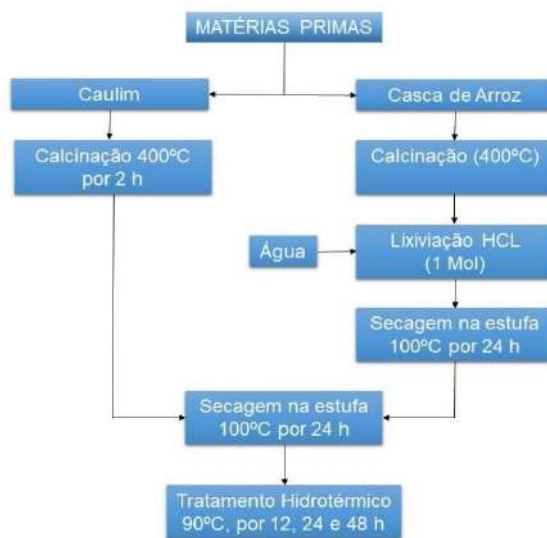 MATÉRIAS PRIMAS
Caulim
Casca de Arroz
Calcinação 400ºC
por 2 h
Calcinação (400ºC)
Água
Lixiviação HCL
(1 Mol)
Secagem na estufa
100ºC por 24 h
Secagem na estufa
100ºC por 24 h
Tratamento Hidrotérmico
90ºC, por 12, 24 e 48 h